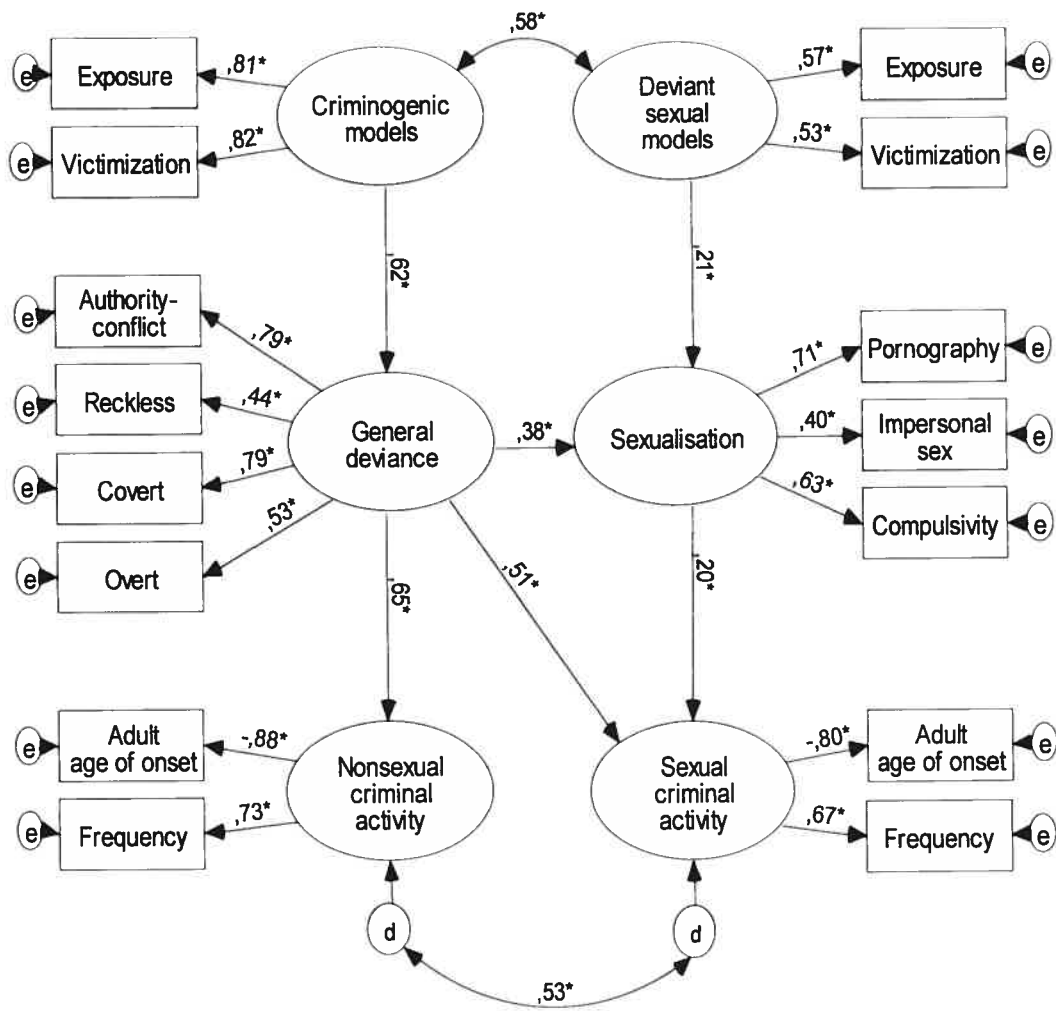 ,58*
e
Exposure
,81*
Criminogenic
models
Deviant
sexual
models
,57*
Exposure
e
e
Victimization
,82*
,53*
Victimization
e
,62*
,21*
e
Authority-
conflict
,79*
e
Reckless
,44*
General
deviance
,38*
Sexualisation
,71*
Pornography
e
,40*
Impersonal
sex
e
e
Covert
,79*
,63*
Compulsivity
e
e
Overt
,53*
,65*
,51*
,20*
e
Adult
age of onset
-,88*
Nonsexual
criminal
activity
Sexual
criminal
activity
-,80*
Adult
age of onset
e
e
Frequency
,73*
,67*
Frequency
e
d
d
,53*